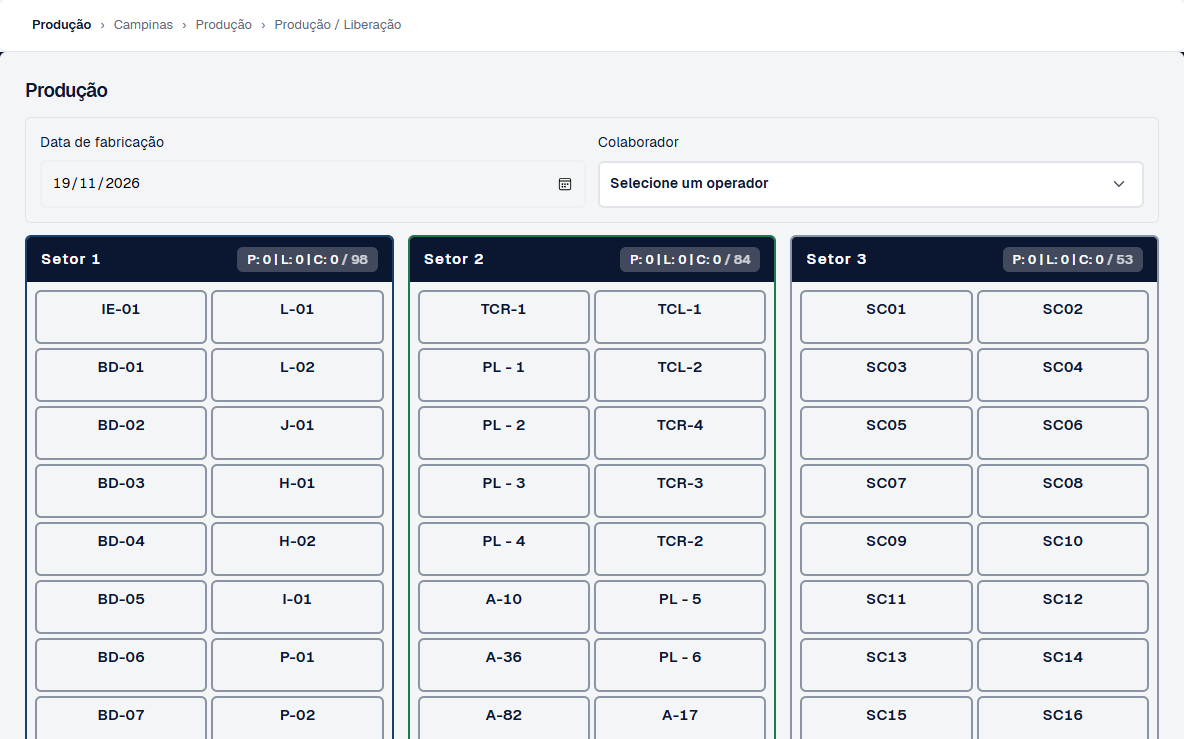 Produção › Campinas › Produção › Produção / Liberação
Produção
Data de fabricação
19/11/2026
Colaborador
Selecione um operador
Setor 1
P: 0 | L: 0 | C: 0 / 98
IE-01 L-01
BD-01 L-02
BD-02 J-01
BD-03 H-01
BD-04 H-02
BD-05 I-01
BD-06 P-01
BD-07 P-02
Setor 2
P: 0 | L: 0 | C: 0 / 84
TCR-1 TCL-1
PL - 1 TCL-2
PL - 2 TCR-4
PL - 3 TCR-3
PL - 4 TCR-2
A-10 PL - 5
A-36 PL - 6
A-82 A-17
Setor 3
P: 0 | L: 0 | C: 0 / 53
SC01 SC02
SC03 SC04
SC05 SC06
SC07 SC08
SC09 SC10
SC11 SC12
SC13 SC14
SC15 SC16